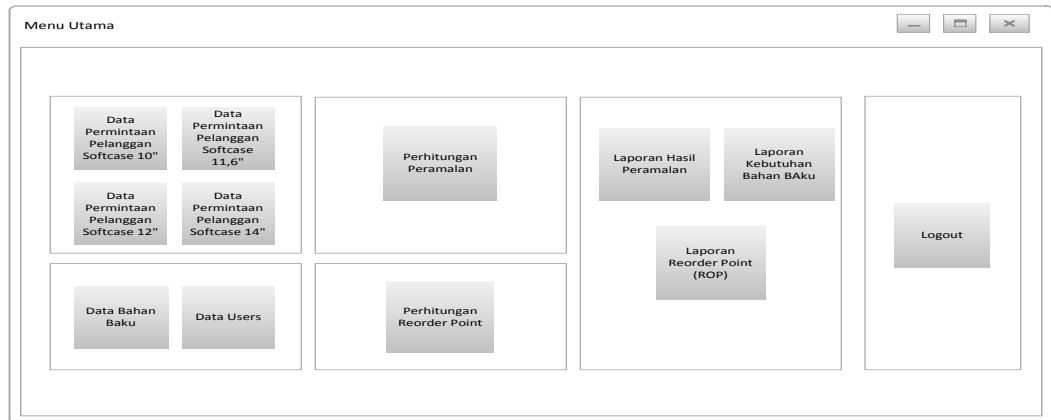 Menu Utama
Data
Permintaan
Pelanggan
Softcase 10"
Data
Permintaan
Pelanggan
Softcase
11,6"
Data
Permintaan
Pelanggan
Softcase 12"
Data
Permintaan
Pelanggan
Softcase 14"
Data Bahan
Baku
Data Users
Perhitungan
Peramalan
Perhitungan
Reorder Point
Laporan Hasil
Peramalan
Laporan
Kebutuhan
Bahan BAku
Laporan
Reorder Point
(ROP)
Logout